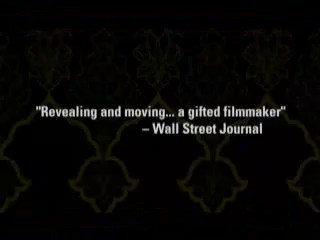 "Revealing and moving... a gifted filmmaker"
– Wall Street Journal